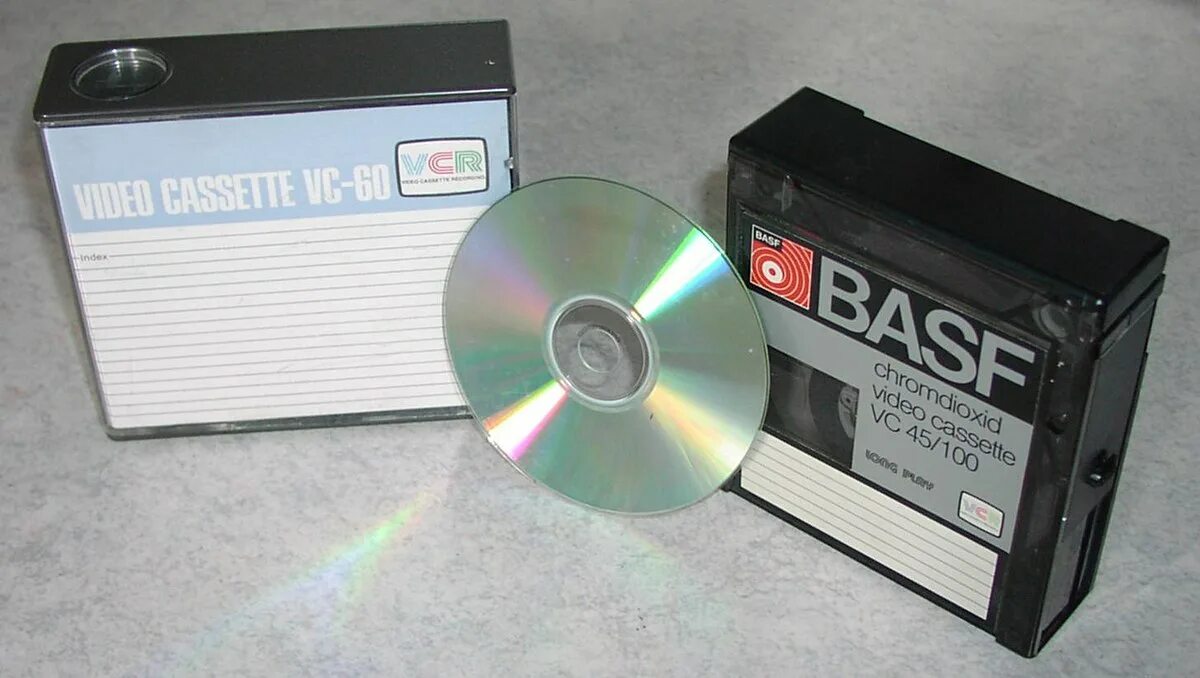 VIDEO CASSETTE VC-60
VCR
VIDEO CASSETTE RECORDING
Index
BASF
BASF
chromdioxid
video cassette
VC 45/100
LONG PLAY
VCR